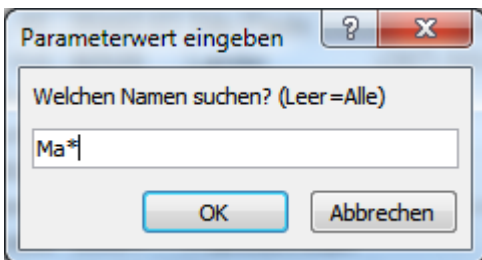 Parameterwert eingeben
?
X
Welchen Namen suchen? (Leer=Alle)
Ma*
OK Abbrechen